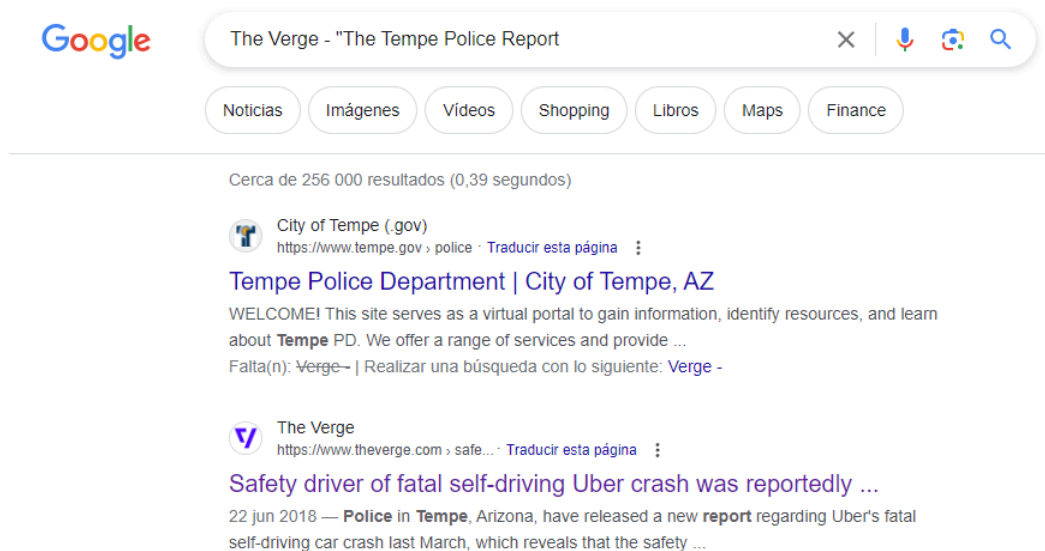 Google
The Verge - "The Tempe Police Report
Noticias
Imágenes
Vídeos
Shopping
Libros
Maps
Finance
Cerca de 256 000 resultados (0,39 segundos)
City of Tempe (.gov)
https://www.tempe.gov › police · Traducir esta página
Tempe Police Department | City of Tempe, AZ
WELCOME! This site serves as a virtual portal to gain information, identify resources, and learn
about Tempe PD. We offer a range of services and provide ...
Falta(n): Verge - | Realizar una búsqueda con lo siguiente: Verge -
The Verge
https://www.theverge.com › safe... · Traducir esta página
Safety driver of fatal self-driving Uber crash was reportedly ...
22 jun 2018 — Police in Tempe, Arizona, have released a new report regarding Uber's fatal
self-driving car crash last March, which reveals that the safety ...